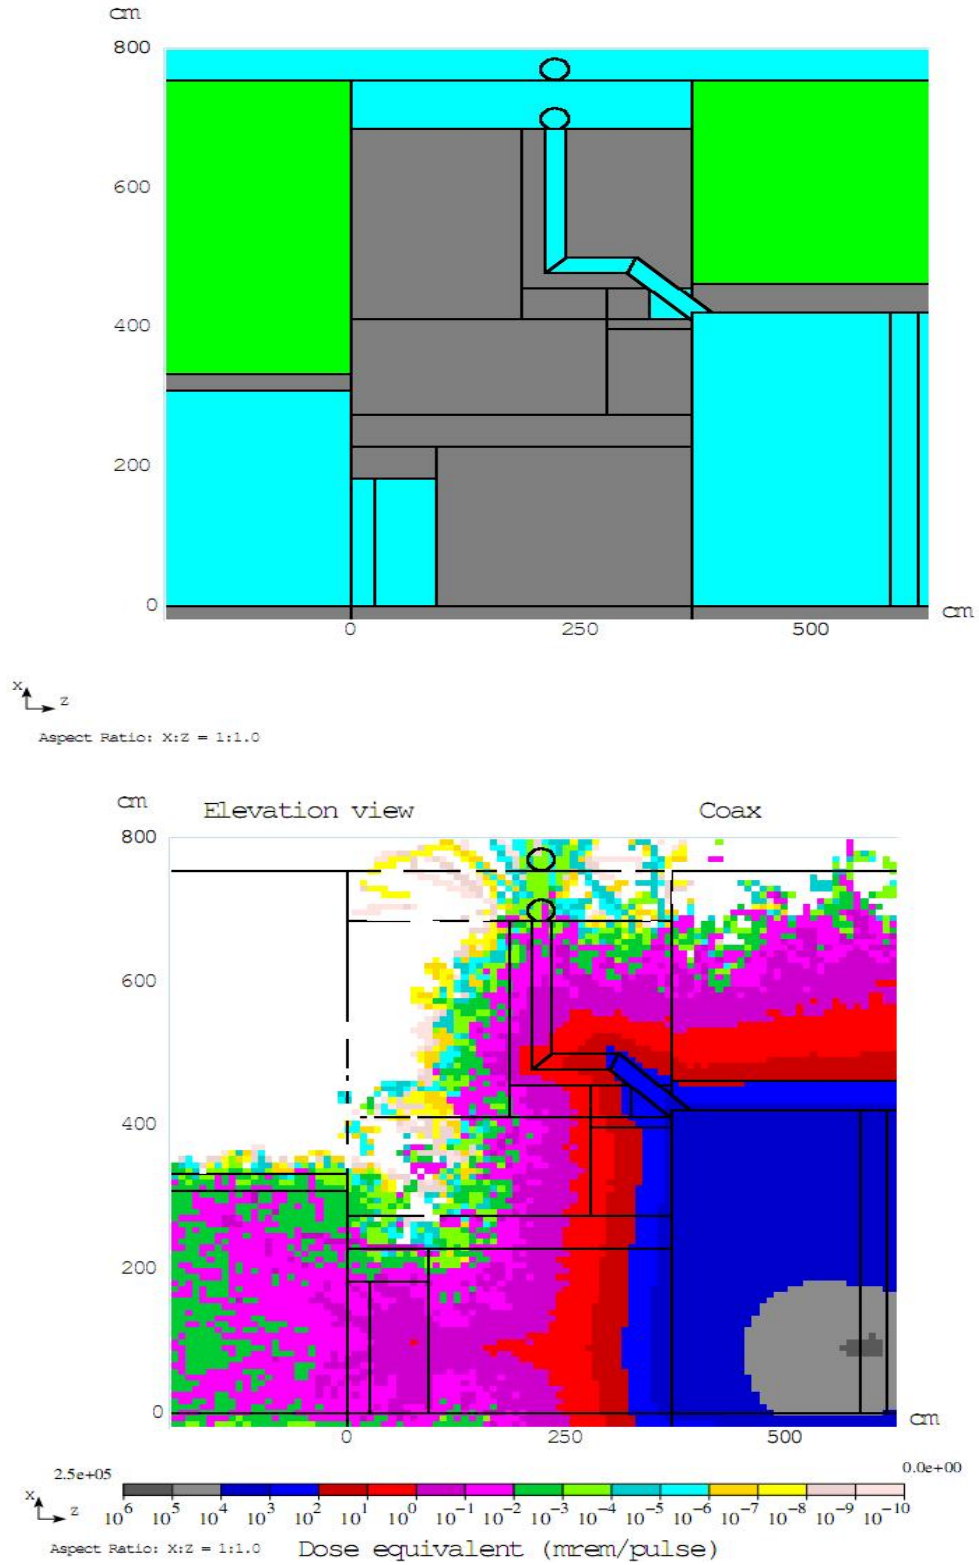 cm
800
600
400
200
0
cm
0 250 500
x
z
Aspect Ratio: X:Z = 1:1.0
cm Elevation view Coax
800
600
400
200
0
cm
0 250 500
2.5e+05 0.0e+00
x
z
10^6 10^5 10^4 10^3 10^2 10^1 10^0 10^-1 10^-2 10^-3 10^-4 10^-5 10^-6 10^-7 10^-8 10^-9 10^-10
Aspect Ratio: X:Z = 1:1.0 Dose equivalent (mrem/pulse)